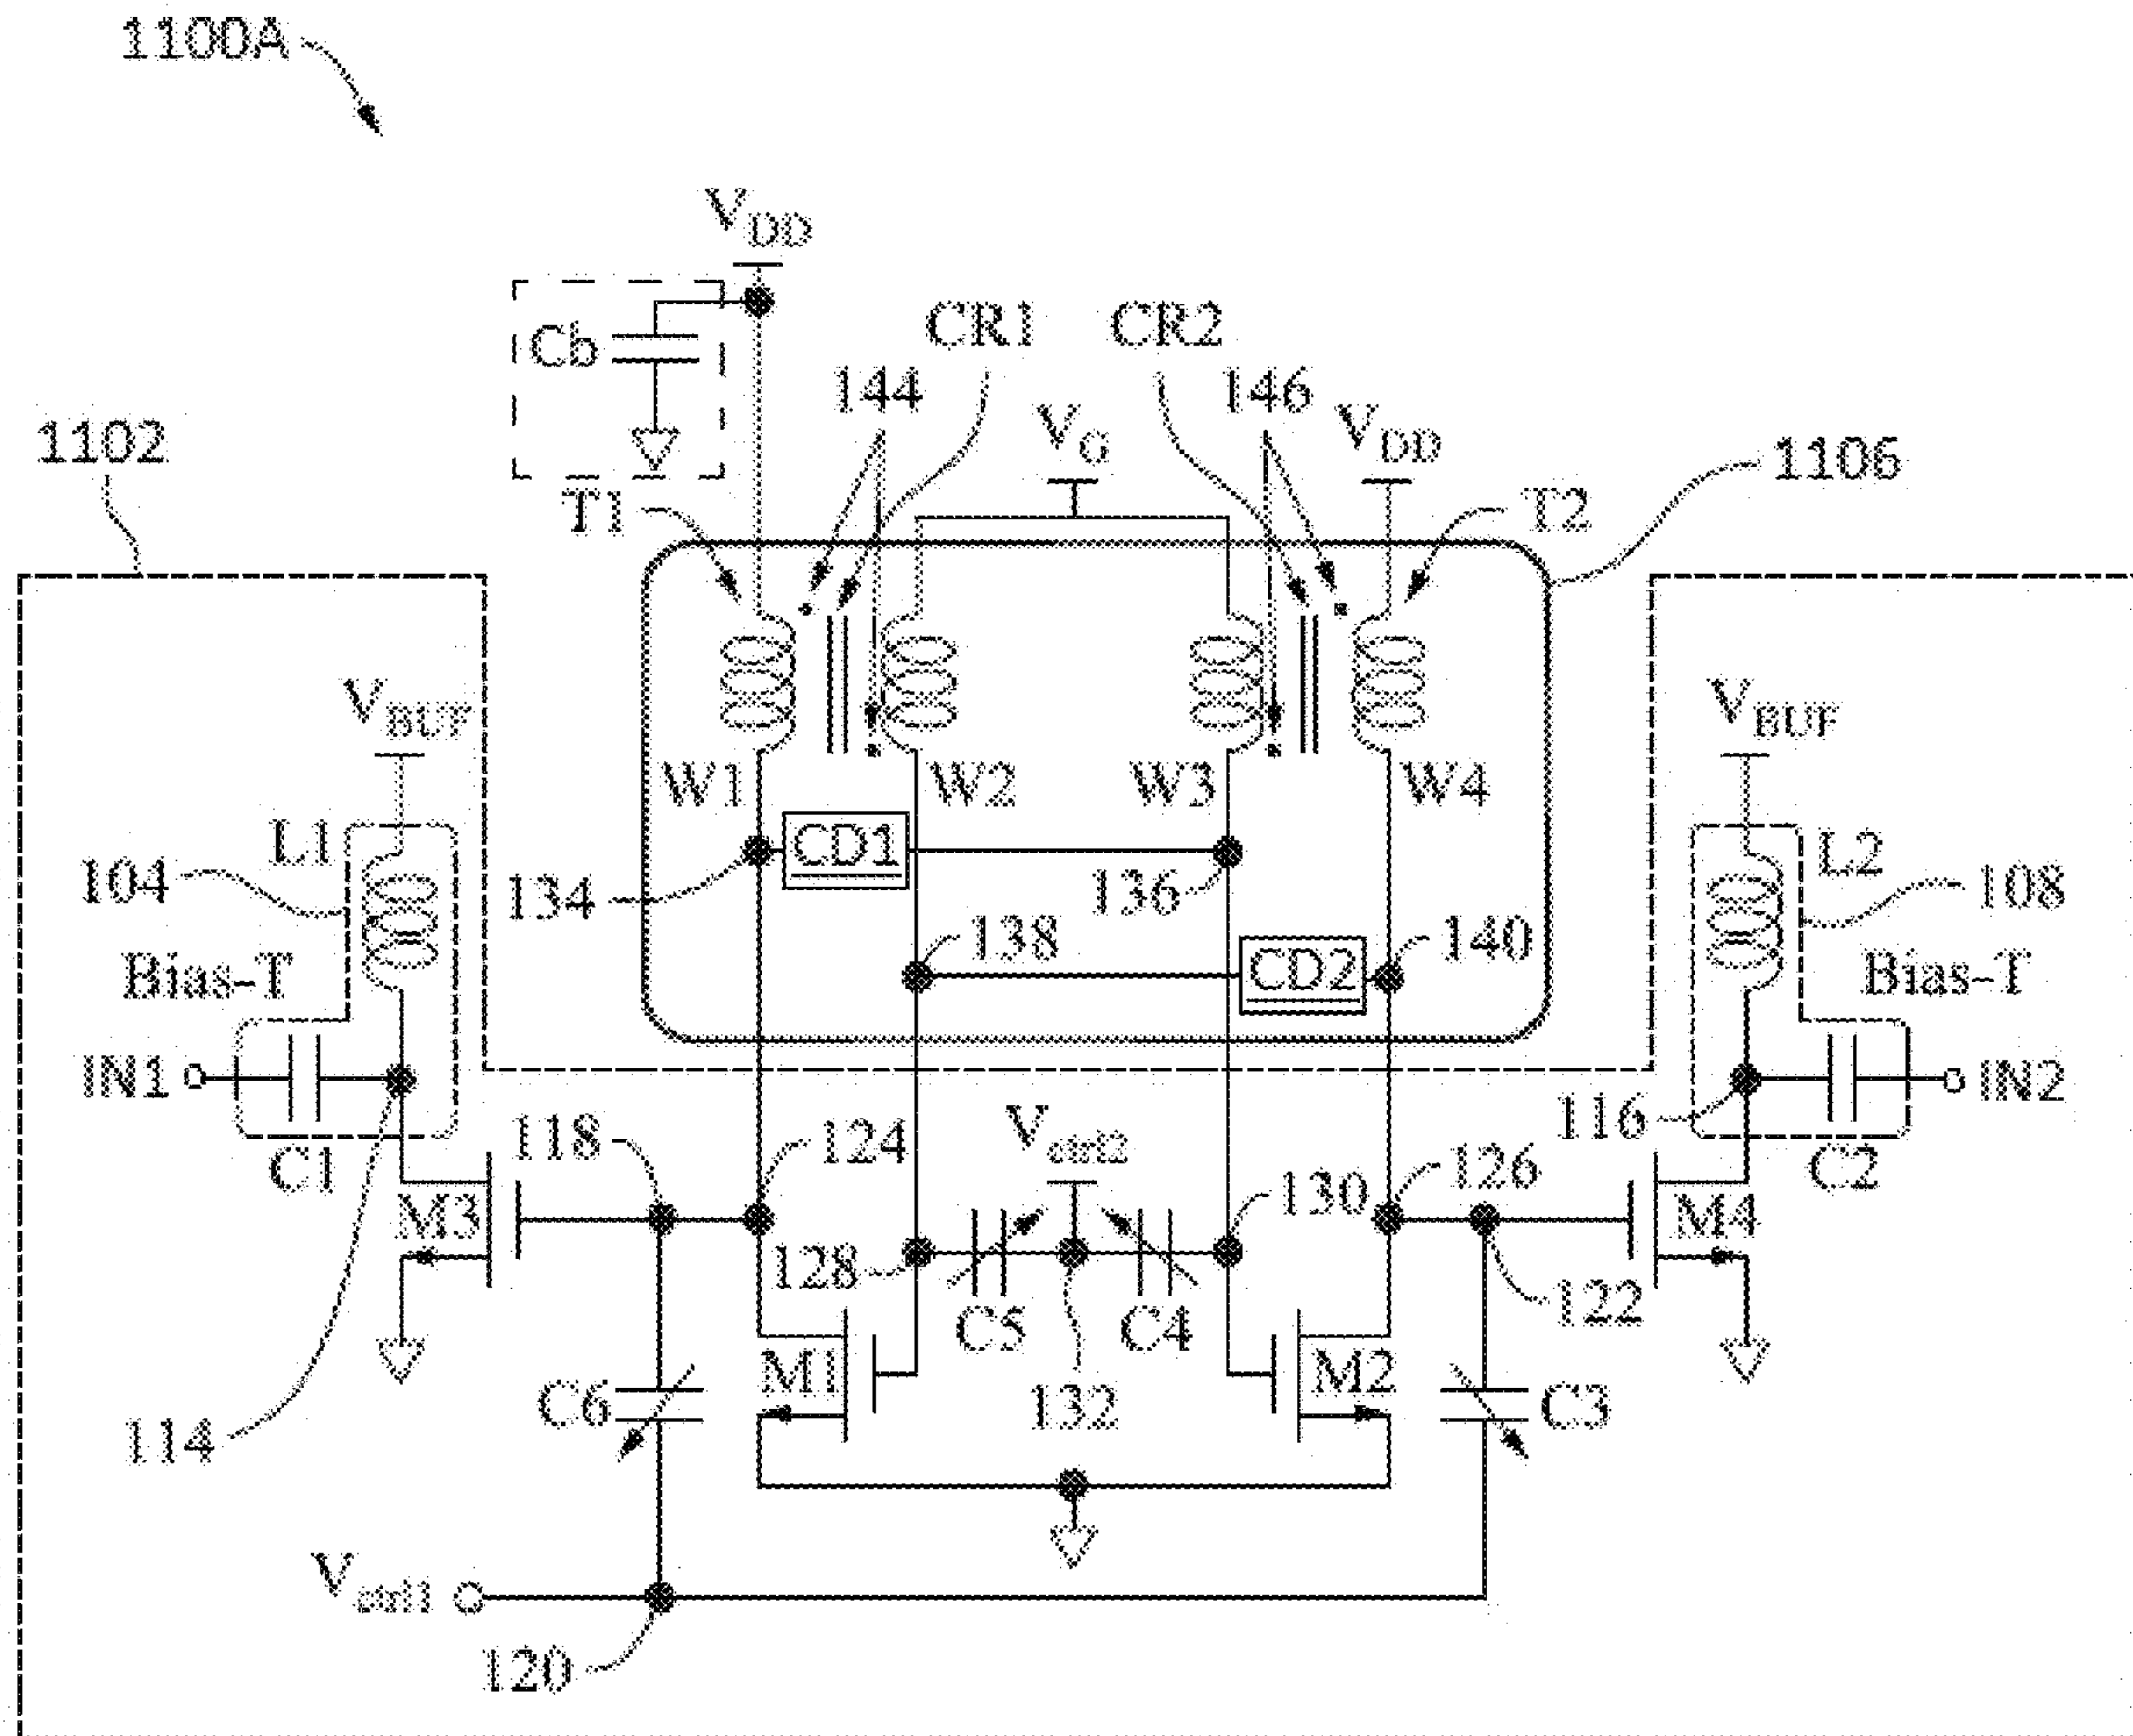 1100A
VDD
Cb
CR1 CR2
144 146
VG VDD
1102
1106
T1 T2
VBUF VBUF
W1 W2 W3 W4
L1 L2
CD1
104 108
134 136
138 140
Bias-T Bias-T
CD2
IN1 IN2
118 124 Vctrl2 126 116
C1 C2
130
M3 M4
128
C5 C4 122
M1 M2
C6 C3
132
114
Vctrl1
120